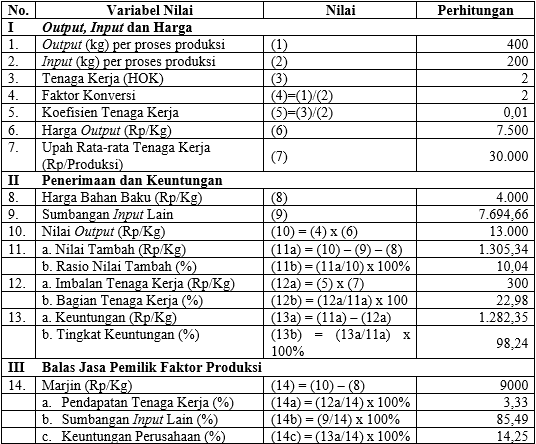 No. Variabel Nilai Nilai Perhitungan
I Output, Input dan Harga
1. Output (kg) per proses produksi (1) 400
2. Input (kg) per proses produksi (2) 200
3. Tenaga Kerja (HOK) (3) 2
4. Faktor Konversi (4)=(1)/(2) 2
5. Koefisien Tenaga Kerja (5)=(3)/(2) 0,01
6. Harga Output (Rp/Kg) (6) 7.500
7. Upah Rata-rata Tenaga Kerja
(Rp/Produksi) (7) 30.000
II Penerimaan dan Keuntungan
8. Harga Bahan Baku (Rp/Kg) (8) 4.000
9. Sumbangan Input Lain (9) 7.694,66
10. Nilai Output (Rp/Kg) (10) = (4) x (6) 13.000
11. a. Nilai Tambah (Rp/Kg) (11a) = (10) – (9) – (8) 1.305,34
b. Rasio Nilai Tambah (%) (11b) = (11a/10) x 100% 10,04
12. a. Imbalan Tenaga Kerja (Rp/Kg) (12a) = (5) x (7) 300
b. Bagian Tenaga Kerja (%) (12b) = (12a/11a) x 100 22,98
13. a. Keuntungan (Rp/Kg) (13a) = (11a) – (12a) 1.282,35
b. Tingkat Keuntungan (%) (13b) = (13a/11a) x
100% 98,24
III Balas Jasa Pemilik Faktor Produksi
14. Marjin (Rp/Kg) (14) = (10) – (8) 9000
a. Pendapatan Tenaga Kerja (%) (14a) = (12a/14) x 100% 3,33
b. Sumbangan Input Lain (%) (14b) = (9/14) x 100% 85,49
c. Keuntungan Perusahaan (%) (14c) = (13a/14) x 100% 14,25